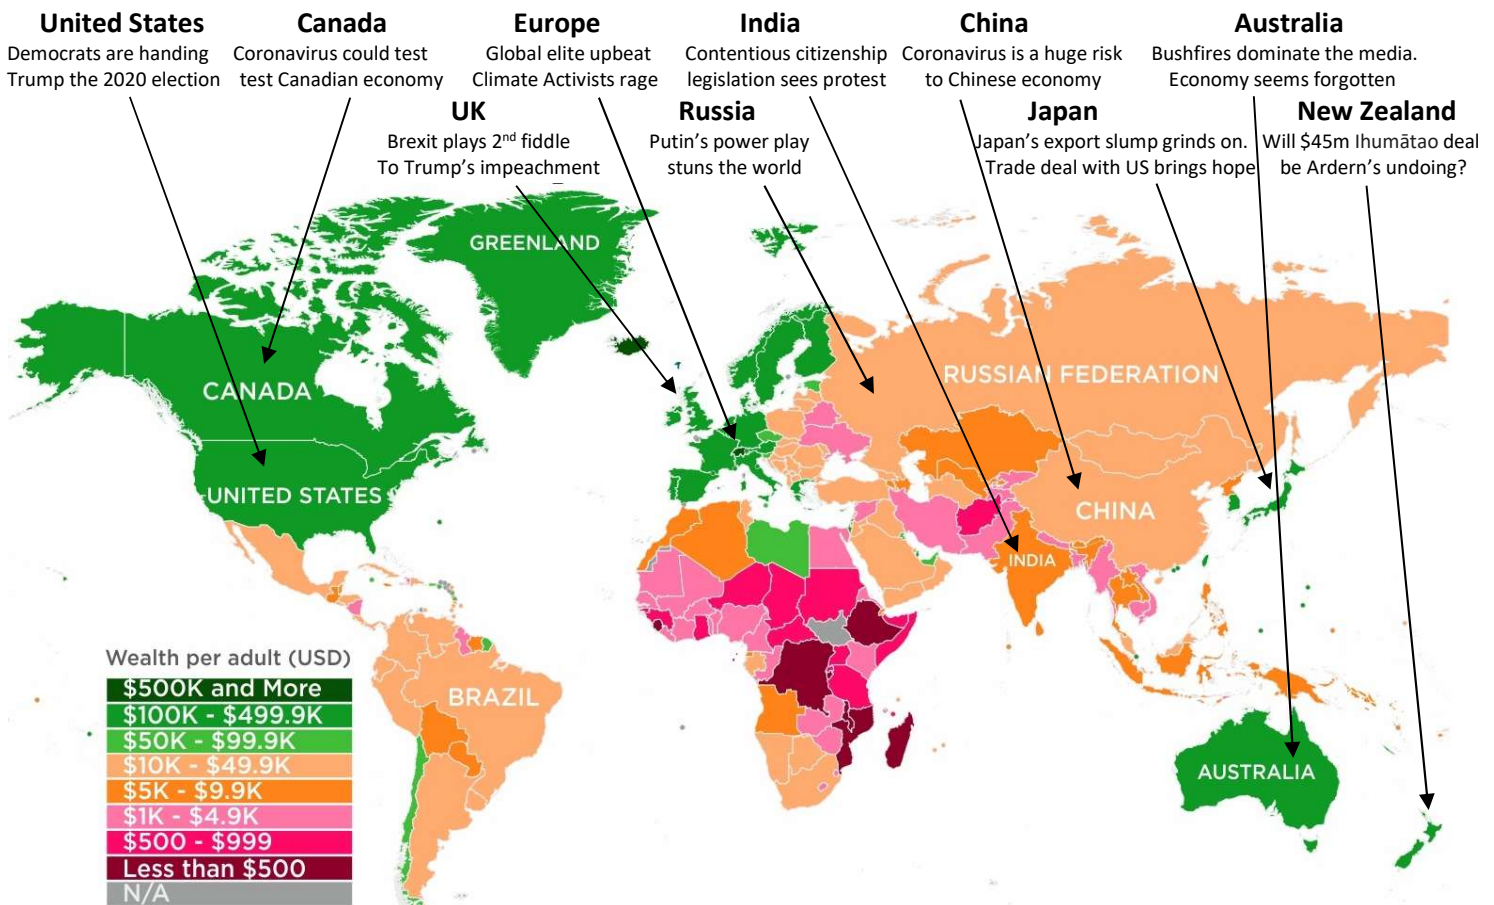 United States
Democrats are handing
Trump the 2020 election
Canada
Coronavirus could test
test Canadian economy
Europe
Global elite upbeat
Climate Activists rage
India
Contentious citizenship
legislation sees protest
China
Coronavirus is a huge risk
to Chinese economy
Australia
Bushfires dominate the media.
Economy seems forgotten
UK
Brexit plays 2nd fiddle
To Trump's impeachment
Russia
Putin's power play
stuns the world
Japan
Japan's export slump grinds on.
Trade deal with US brings hope
New Zealand
Will $45m Ihumātao deal
be Ardern's undoing?
GREENLAND
CANADA
RUSSIAN FEDERATION
UNITED STATES
CHINA
INDIA
BRAZIL
AUSTRALIA
Wealth per adult (USD)
$500K and More
$100K - $499.9K
$50K - $99.9K
$10K - $49.9K
$5K - $9.9K
$1K - $4.9K
$500 - $999
Less than $500
N/A